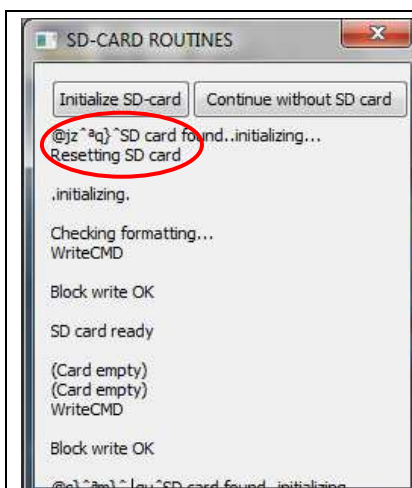 SD-CARD ROUTINES
Initialize SD-card Continue without SD card
@jz^ªq}^SD card found..initializing...
Resetting SD card
.initializing.
Checking formatting...
WriteCMD
Block write OK
SD card ready
(Card empty)
(Card empty)
WriteCMD
Block write OK
SD card found..initializing